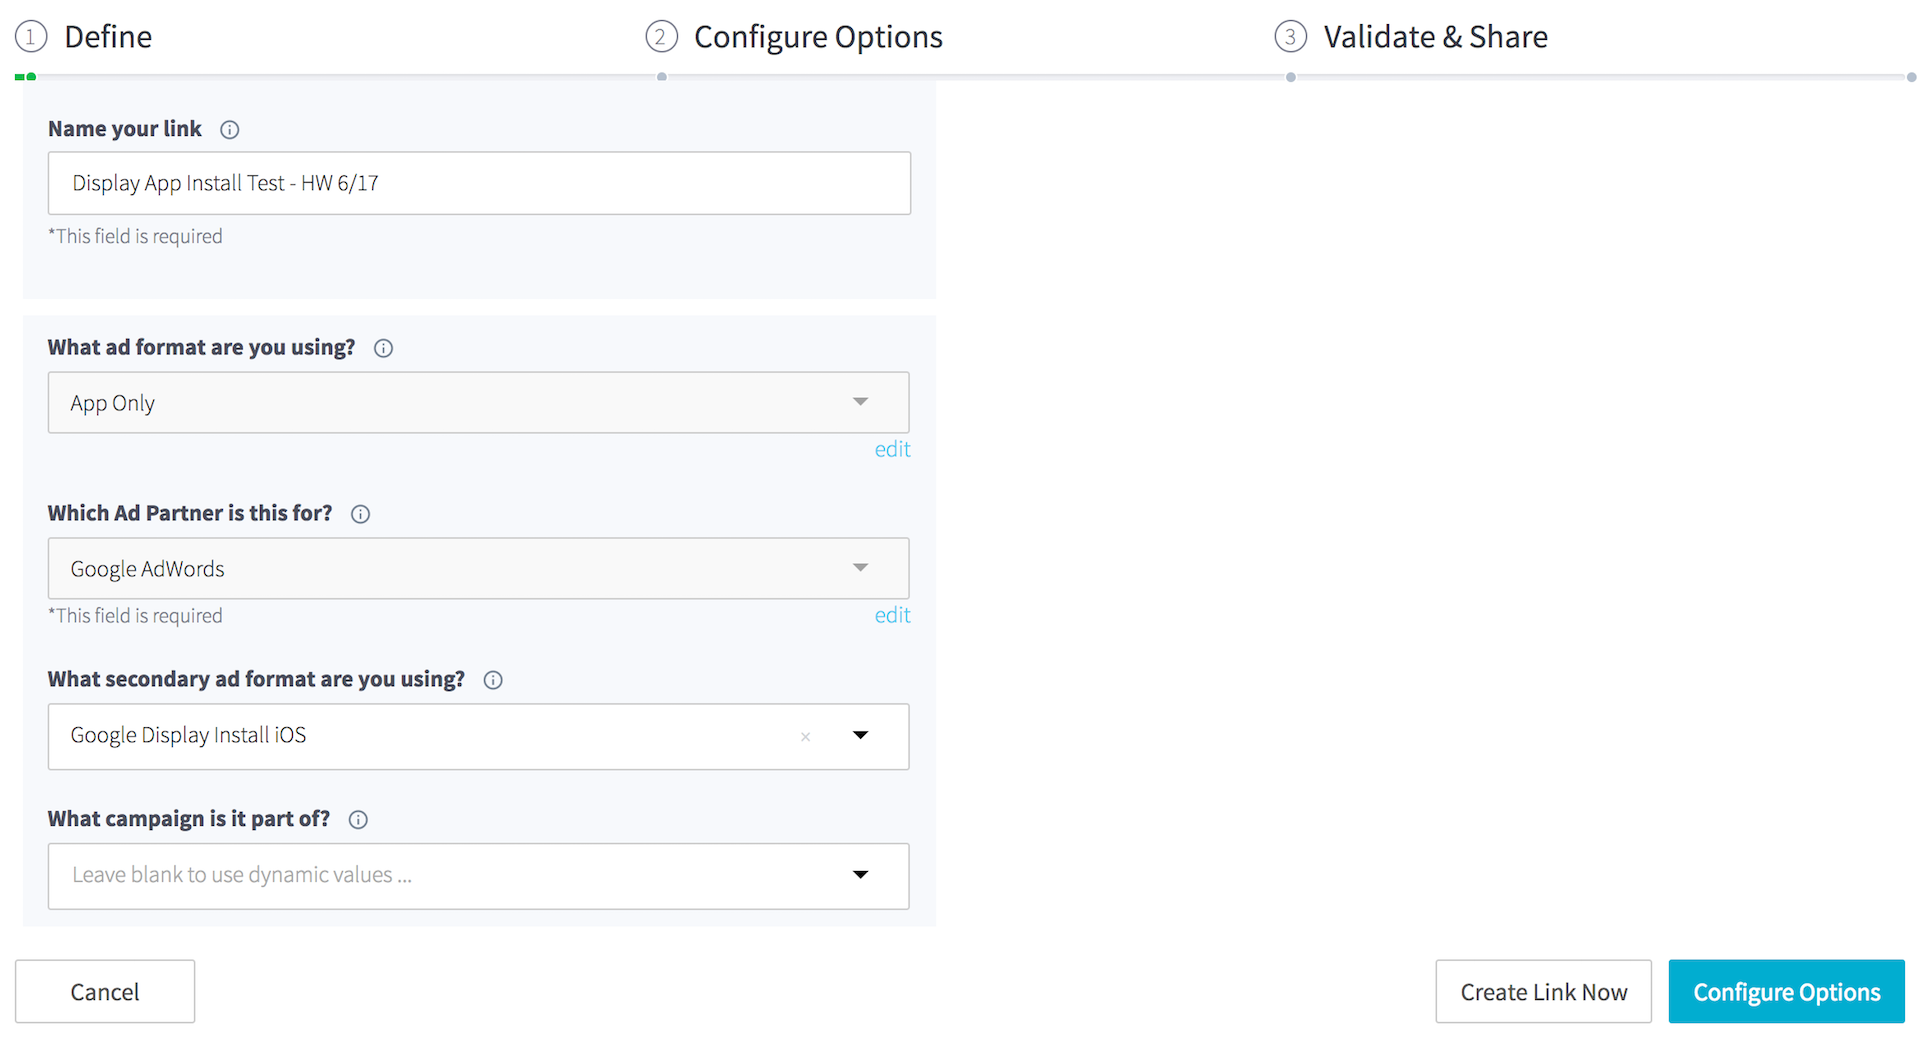 1 Define
2 Configure Options
3 Validate & Share
Name your link
Display App Install Test - HW 6/17
*This field is required
What ad format are you using?
App Only
edit
Which Ad Partner is this for?
Google AdWords
*This field is required
edit
What secondary ad format are you using?
Google Display Install iOS
×
What campaign is it part of?
Leave blank to use dynamic values ...
Cancel
Create Link Now
Configure Options